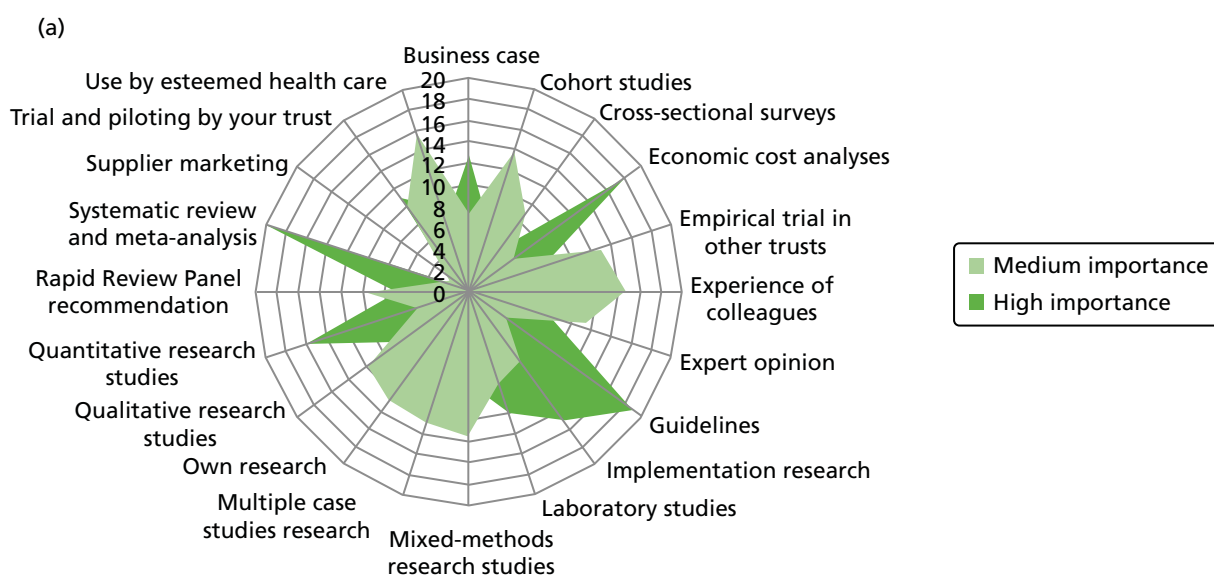 (a)
Business case
Cohort studies
Cross-sectional surveys
Economic cost analyses
Empirical trial in
other trusts
Experience of
colleagues
Expert opinion
Guidelines
Implementation research
Laboratory studies
Mixed-methods
research studies
Multiple case
studies research
Own research
Qualitative research
studies
Quantitative research
studies
Rapid Review Panel
recommendation
Systematic review
and meta-analysis
Supplier marketing
Trial and piloting by your trust
Use by esteemed health care
20
18
16
14
12
10
8
6
4
2
0
Medium importance
High importance